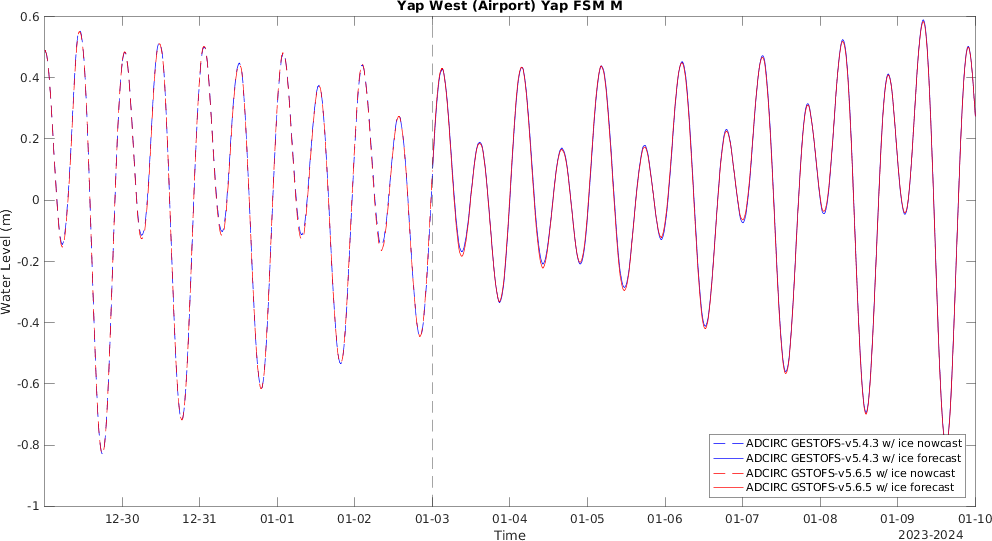 Yap West (Airport) Yap FSM M
0.6
0.4
0.2
0
-0.2
-0.4
-0.6
-0.8
-1
Water Level (m)
ADCIRC GESTOFS-v5.4.3 w/ ice nowcast
ADCIRC GESTOFS-v5.4.3 w/ ice forecast
ADCIRC GSTOFS-v5.6.5 w/ ice nowcast
ADCIRC GSTOFS-v5.6.5 w/ ice forecast
12-30 12-31 01-01 01-02 01-03 01-04 01-05 01-06 01-07 01-08 01-09 01-10
Time
2023-2024